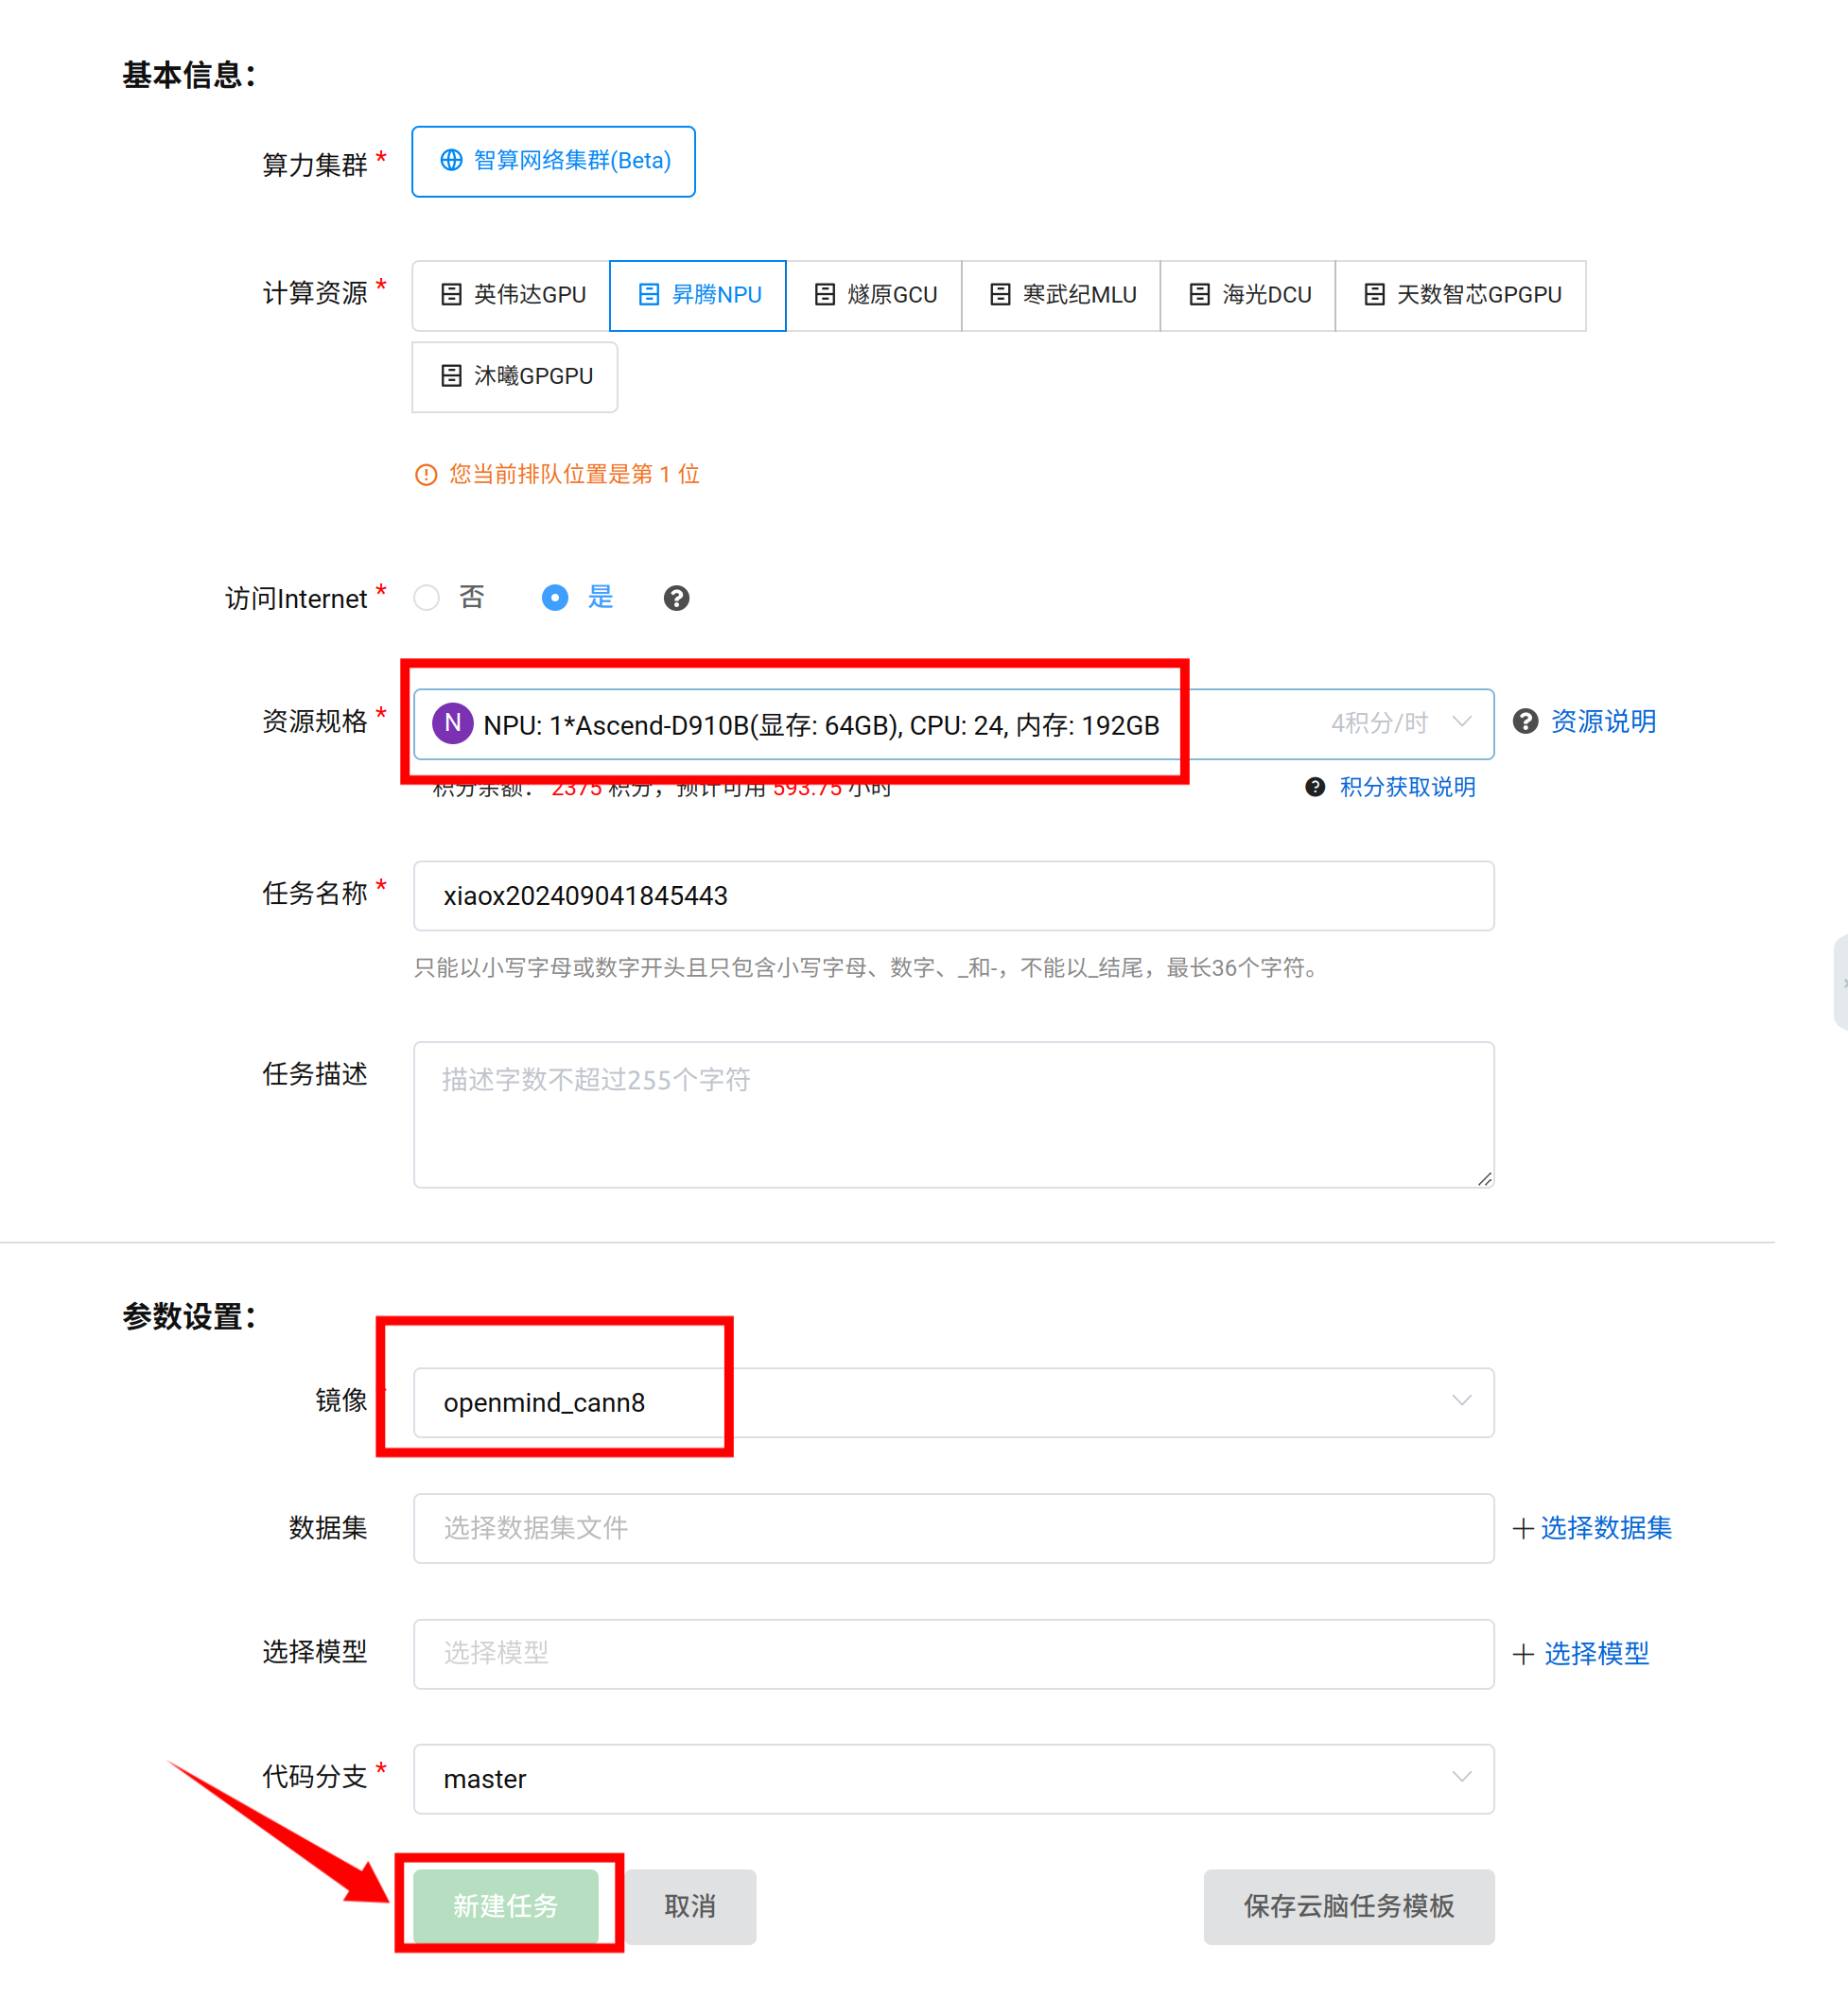 基本信息：
算力集群 *
智算网络集群(Beta)
计算资源 *
英伟达GPU 昇腾NPU 燧原GCU 寒武纪MLU 海光DCU 天数智芯GPGPU
沐曦GPGPU
您当前排队位置是第 1 位
访问Internet * 否 是
资源规格 * N NPU: 1*Ascend-D910B(显存: 64GB), CPU: 24, 内存: 192GB 4积分/时 资源说明
积分余额： 2375 积分，预计可用 593.75 小时 积分获取说明
任务名称 * xiaox202409041845443
只能以小写字母或数字开头且只包含小写字母、数字、_和-，不能以_结尾，最长36个字符。
任务描述 描述字数不超过255个字符
参数设置：
镜像 * openmind_cann8
数据集 选择数据集文件 +选择数据集
选择模型 选择模型 + 选择模型
代码分支 * master
新建任务 取消 保存云脑任务模板